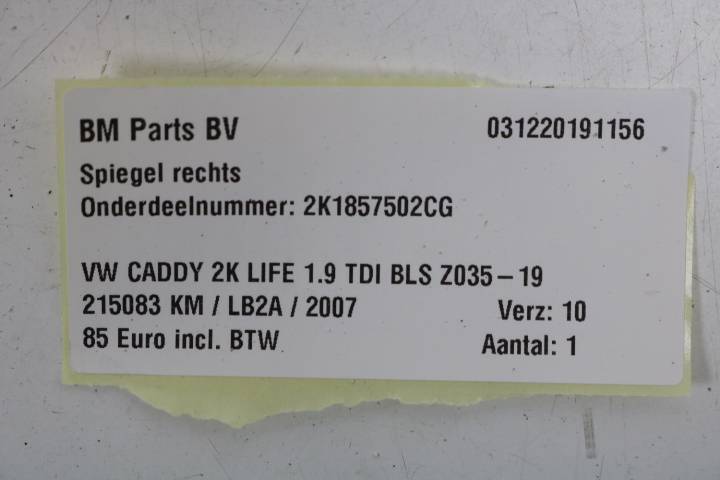 BM Parts BV 031220191156
Spiegel rechts
Onderdeelnummer: 2K1857502CG
VW CADDY 2K LIFE 1.9 TDI BLS Z035-19
215083 KM / LB2A / 2007 Verz: 10
85 Euro incl. BTW Aantal: 1